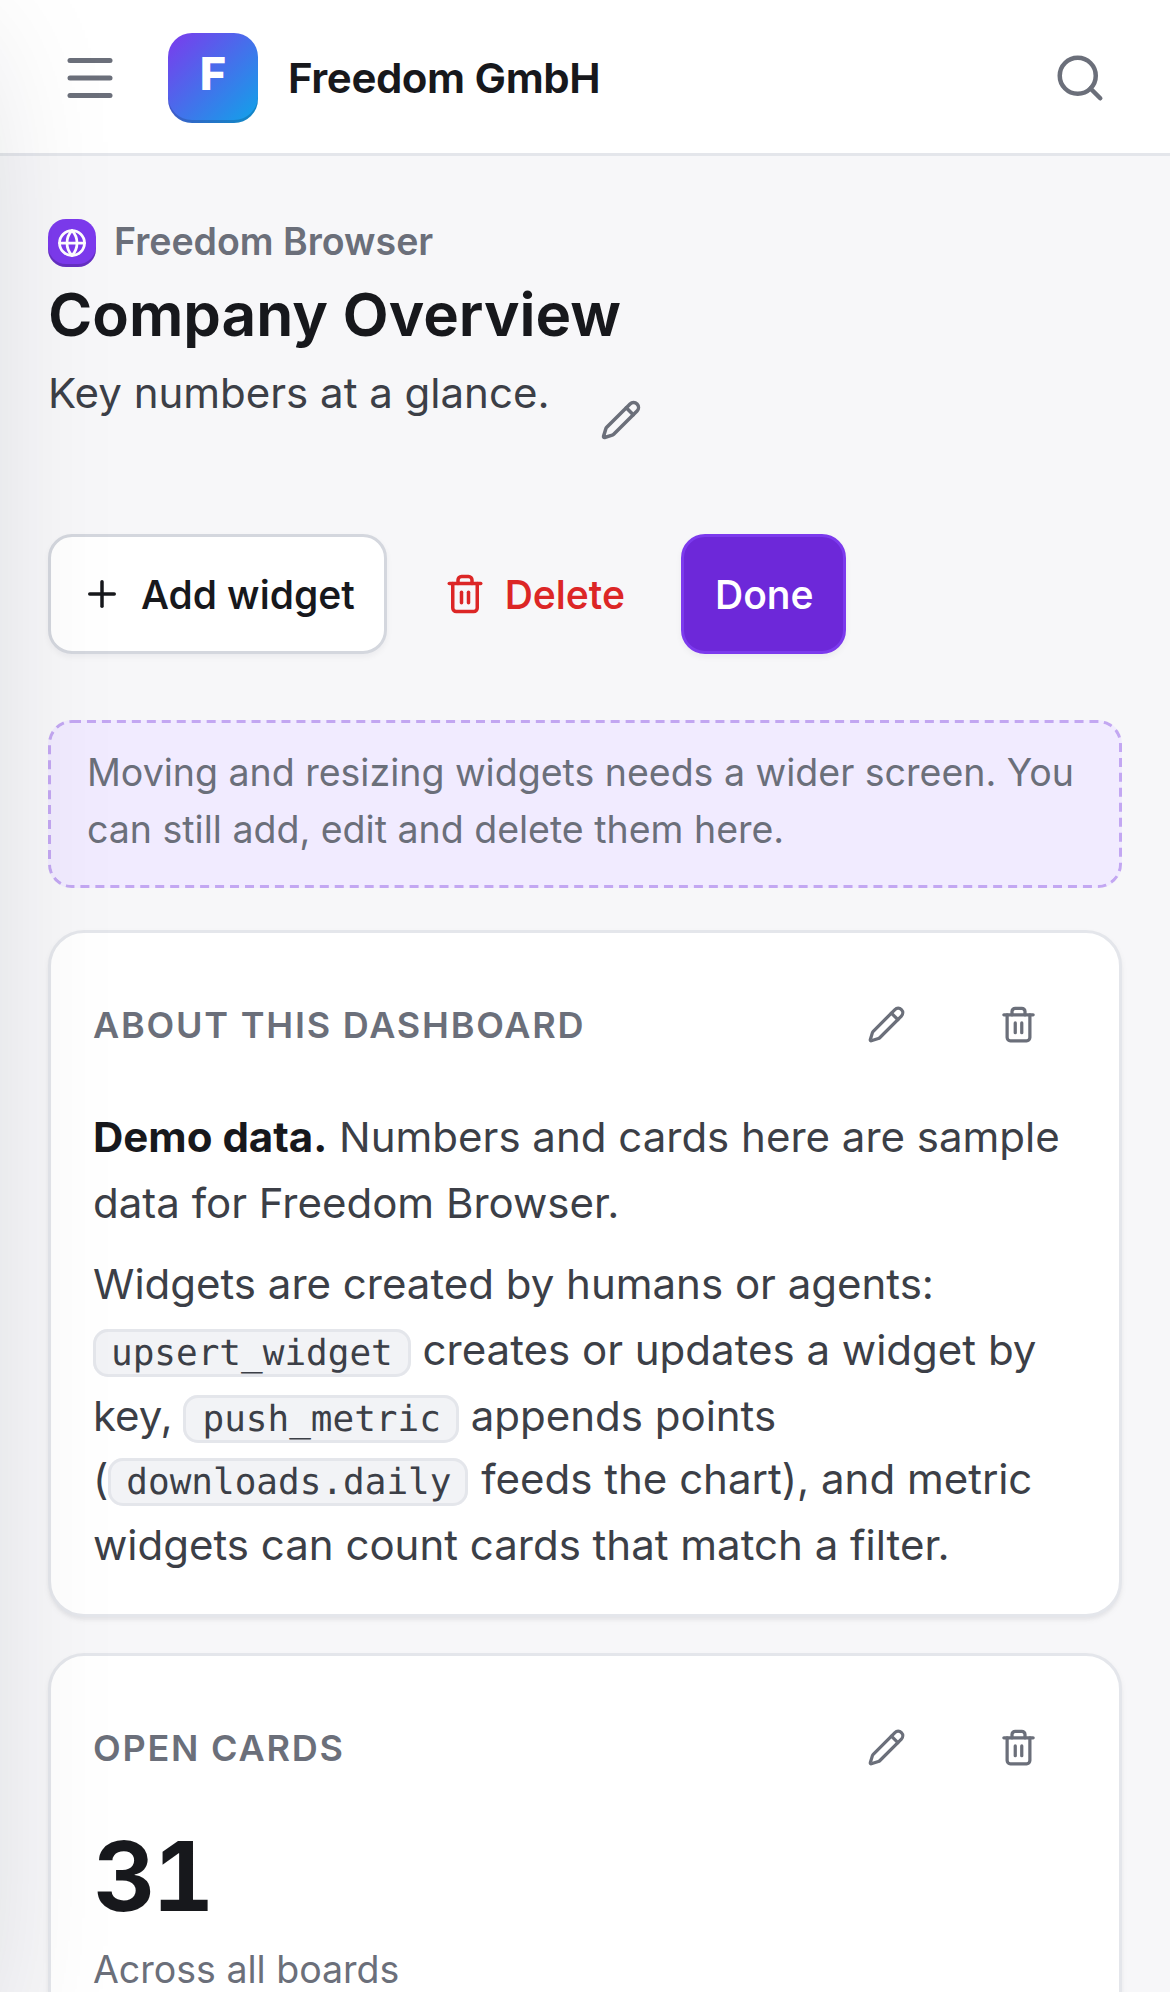 F
Freedom GmbH
Freedom Browser
Company Overview
Key numbers at a glance.
Add widget
Delete
Done
Moving and resizing widgets needs a wider screen. You
can still add, edit and delete them here.
ABOUT THIS DASHBOARD
Demo data. Numbers and cards here are sample
data for Freedom Browser.
Widgets are created by humans or agents:
upsert_widget creates or updates a widget by
key, push_metric appends points
(downloads.daily feeds the chart), and metric
widgets can count cards that match a filter.
OPEN CARDS
31
Across all boards